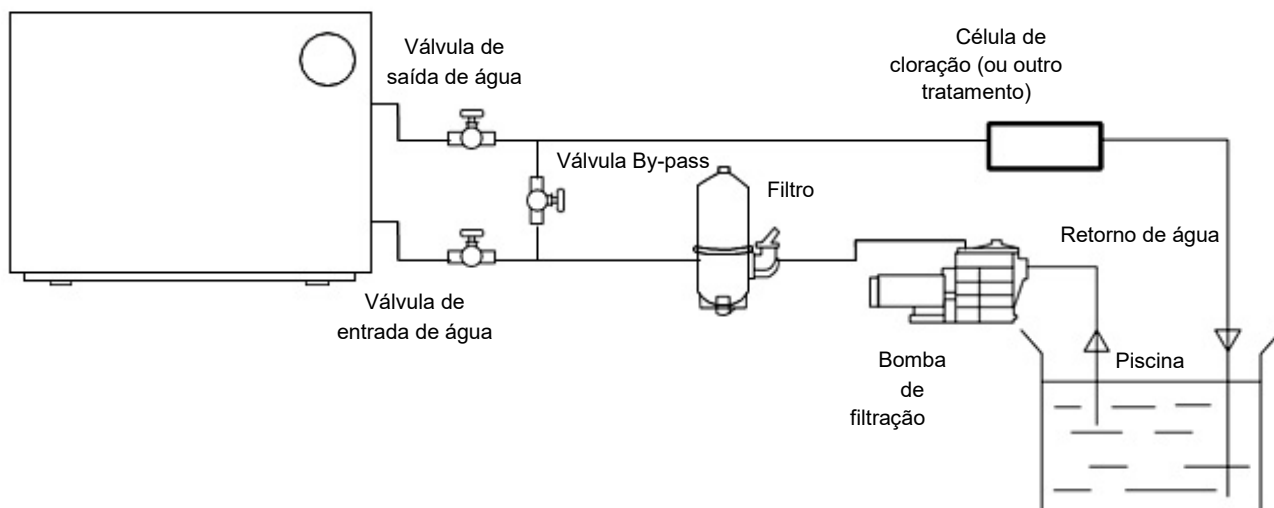 Válvula de
saída de água
Célula de
cloração (ou outro
tratamento)
Válvula By-pass
Filtro
Retorno de água
Válvula de
entrada de água
Bomba
de
filtração
Piscina